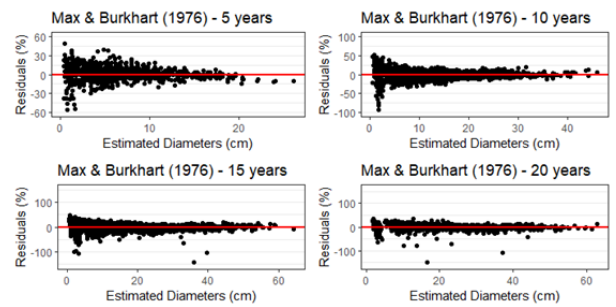 Max & Burkhart (1976) - 5 years
Residuals (%)
60
30
0
-30
-60
0
10
20
Estimated Diameters (cm)
Max & Burkhart (1976) - 10 years
Residuals (%)
100
50
0
-50
-100
0
10
20
30
40
Estimated Diameters (cm)
Max & Burkhart (1976) - 15 years
Residuals (%)
100
0
-100
0
10
20
30
40
50
60
Estimated Diameters (cm)
Max & Burkhart (1976) - 20 years
Residuals (%)
100
0
-100
0
20
40
60
Estimated Diameters (cm)